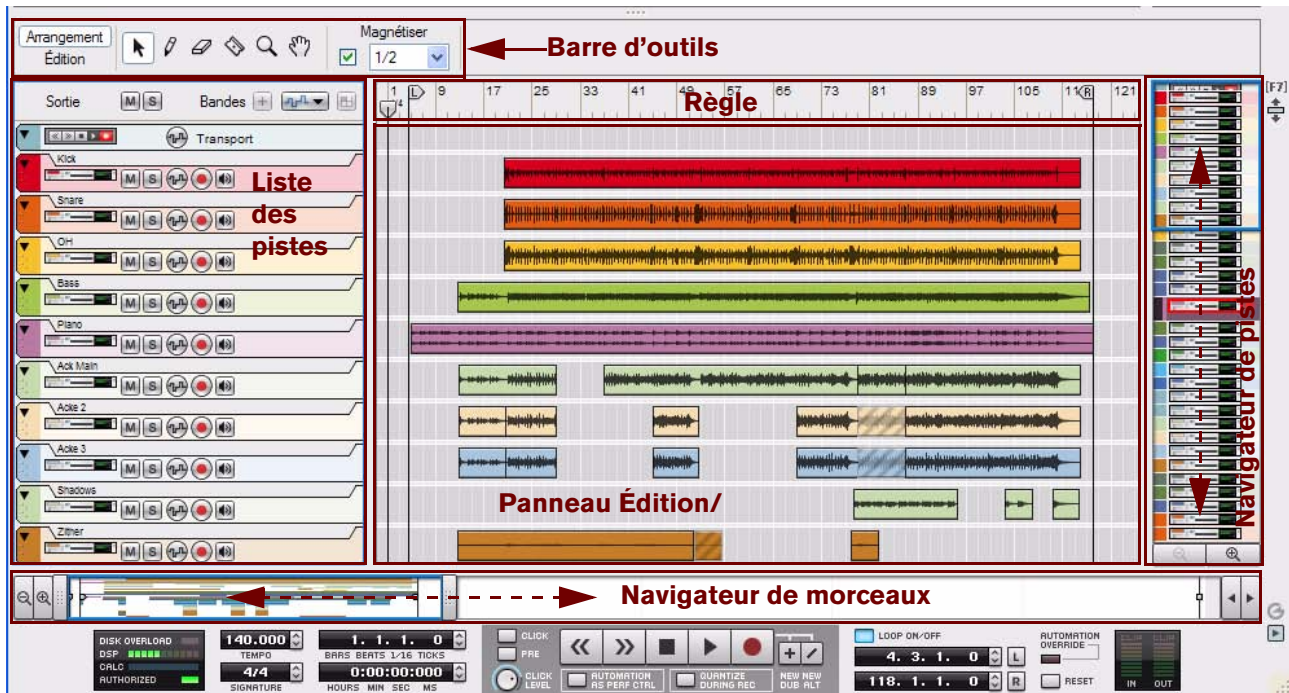 Arrangement
Édition
Magnétiser
1/2
Barre d'outils
Sortie
M S
Bandes
1 L 9 17 25 33 41 49 57 65 73 81 89 97 105 11 R 121
4
Règle
[F7]
Transport
Kick
M S
Liste
des
pistes
Snare
M S
OH
M S
Bass
M S
Piano
M S
Ack Main
M S
Acke 2
M S
Acke 3
M S
Shadows
M S
Zither
M S
Panneau Édition/
Navigateur de pistes
Navigateur de morceaux
DISK OVERLOAD
DSP
CALC
AUTHORIZED
140.000
TEMPO
4/4
SIGNATURE
1. 1. 1. 0
BARS BEATS 1/16 TICKS
0:00:00:000
HOURS MIN SEC MS
CLICK
PRE
CLICK
LEVEL
AUTOMATION
AS PERF CTRL
QUANTIZE
DURING REC
NEW NEW
DUB ALT
LOOP ON/OFF
4. 3. 1. 0 L
118. 1. 1. 0 R
AUTOMATION
OVERRIDE
RESET
CLIP CLIP
IN OUT